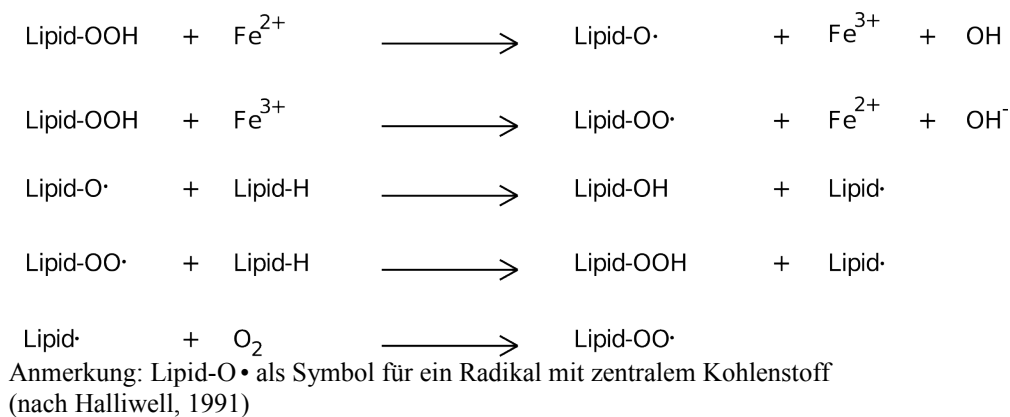 Lipid-OOH + Fe²⁺ ⟶ Lipid-O· + Fe³⁺ + OH
Lipid-OOH + Fe³⁺ ⟶ Lipid-OO· + Fe²⁺ + OH⁻
Lipid-O· + Lipid-H ⟶ Lipid-OH + Lipid·
Lipid-OO· + Lipid-H ⟶ Lipid-OOH + Lipid·
Lipid· + O₂ ⟶ Lipid-OO·
Anmerkung: Lipid-O• als Symbol für ein Radikal mit zentralem Kohlenstoff
(nach Halliwell, 1991)